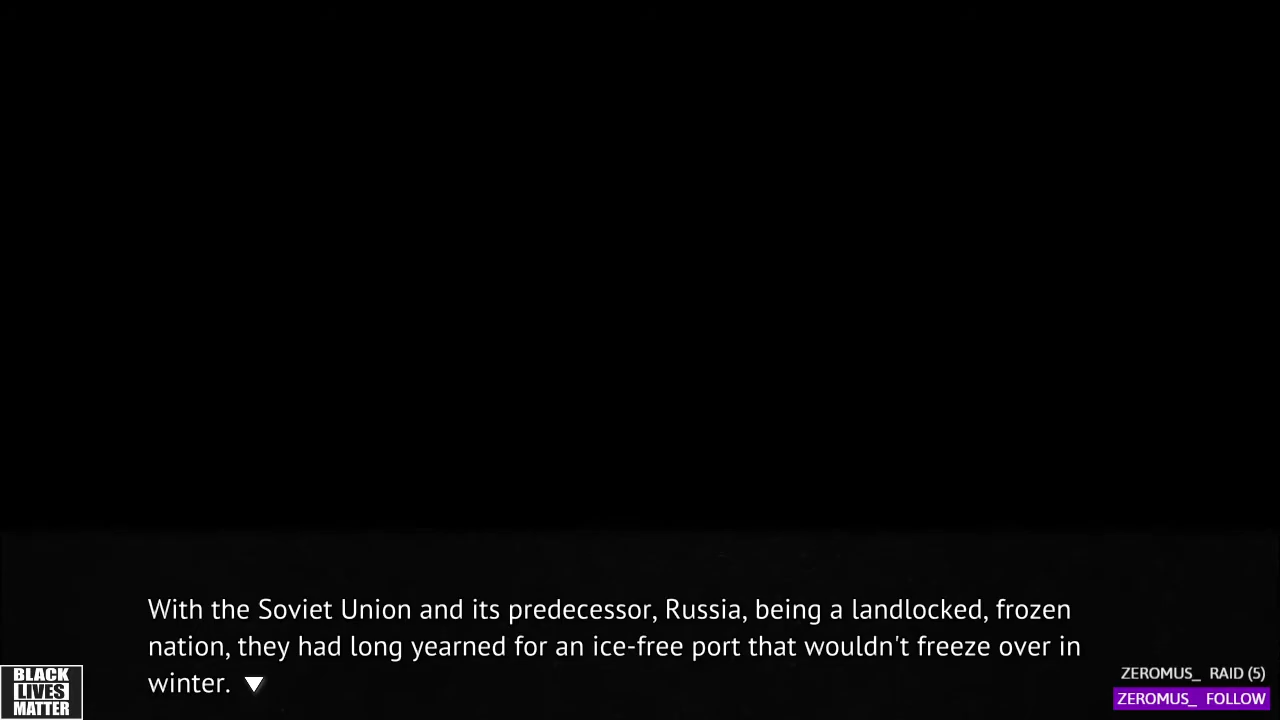 With the Soviet Union and its predecessor, Russia, being a landlocked, frozen
nation, they had long yearned for an ice-free port that wouldn't freeze over in
winter.
BLACK
LIVES
MATTER
ZEROMUS_ RAID (5)
ZEROMUS_ FOLLOW